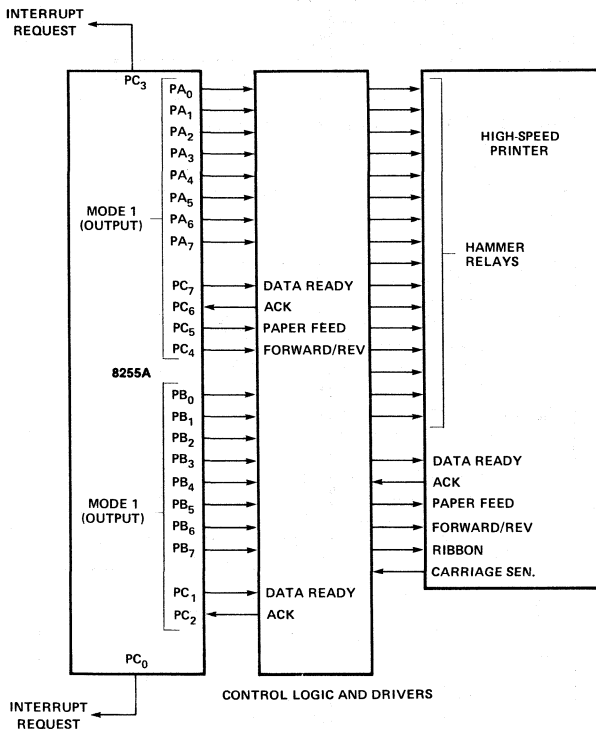 INTERRUPT
REQUEST
PC3
MODE 1
(OUTPUT)
PA0
PA1
PA2
PA3
PA4
PA5
PA6
PA7
PC7
PC6
PC5
PC4
DATA READY
ACK
PAPER FEED
FORWARD/REV
8255A
MODE 1
(OUTPUT)
PB0
PB1
PB2
PB3
PB4
PB5
PB6
PB7
PC1
PC2
DATA READY
ACK
PC0
INTERRUPT
REQUEST
CONTROL LOGIC AND DRIVERS
HIGH-SPEED
PRINTER
HAMMER
RELAYS
DATA READY
ACK
PAPER FEED
FORWARD/REV
RIBBON
CARRIAGE SEN.